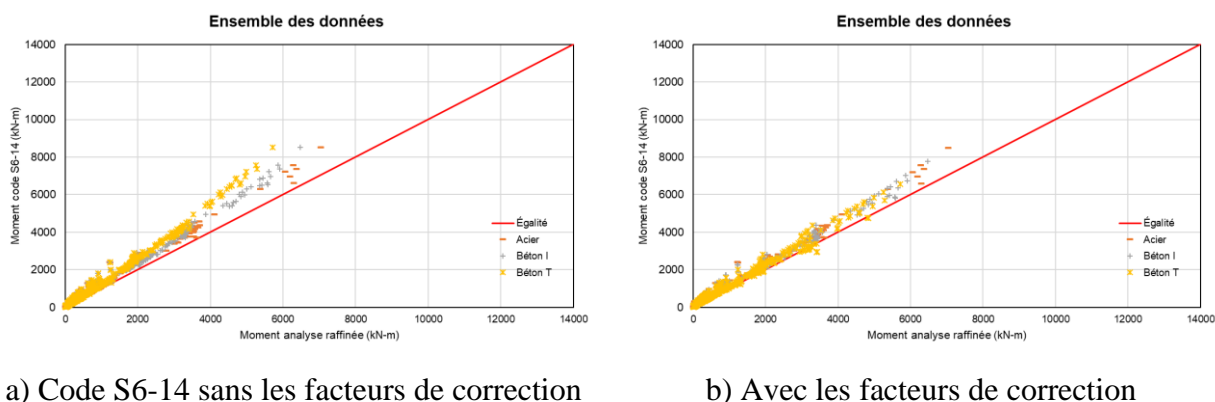 Ensemble des données
14000
12000
10000
8000
6000
4000
2000
0
Moment code S6-14 (kN-m)
0 2000 4000 6000 8000 10000 12000 14000
Moment analyse raffinée (kN-m)
Égalité
Acier
Béton I
Béton T
a) Code S6-14 sans les facteurs de correction
Ensemble des données
14000
12000
10000
8000
6000
4000
2000
0
Moment code S6-14 (kN-m)
0 2000 4000 6000 8000 10000 12000 14000
Moment analyse raffinée (kN-m)
Égalité
Acier
Béton I
Béton T
b) Avec les facteurs de correction